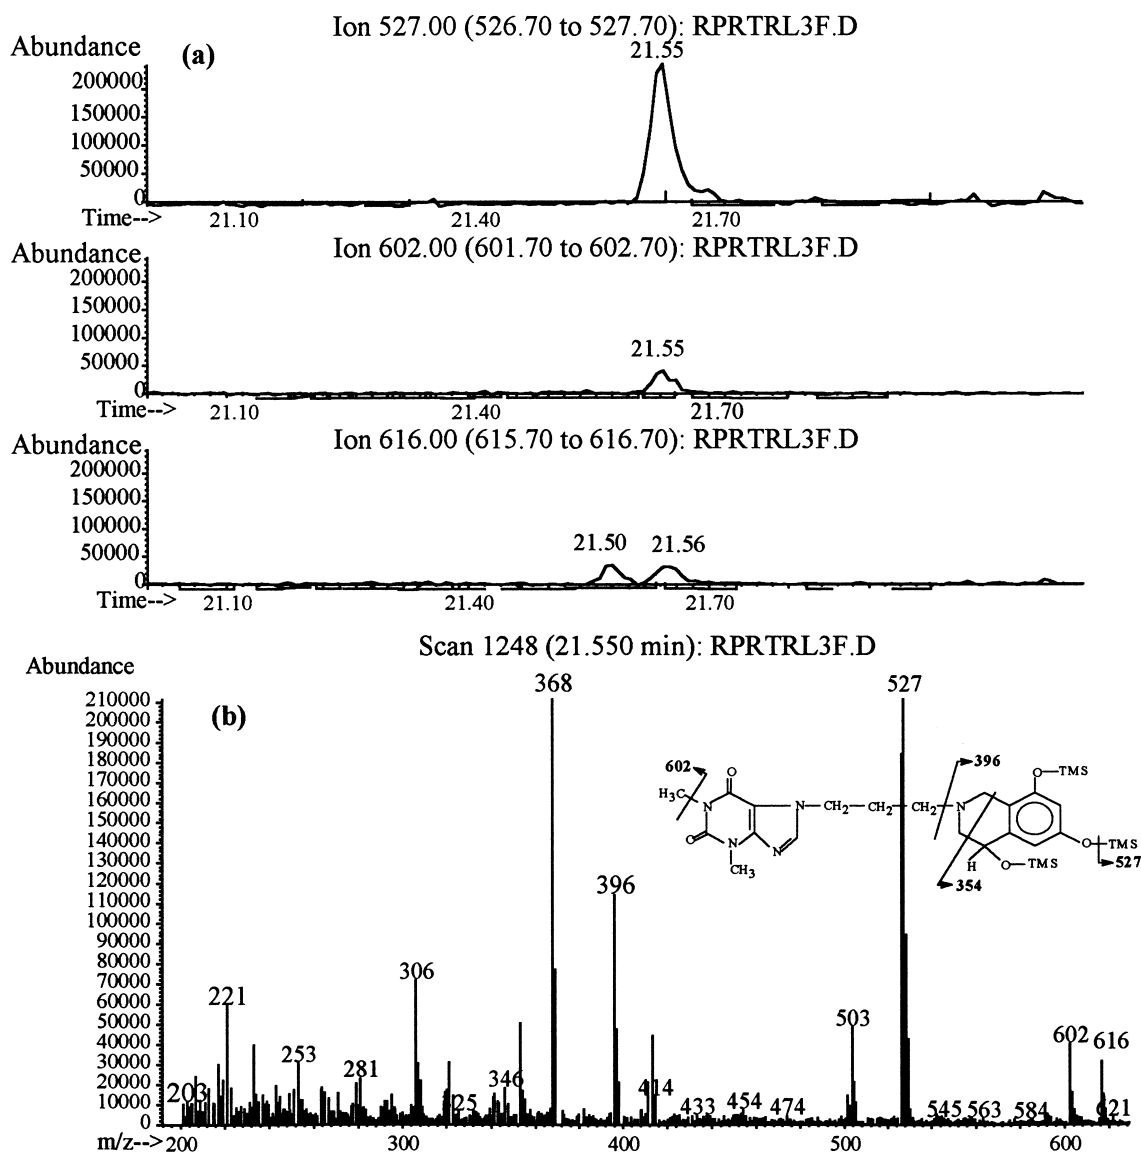 Ion 527.00 (526.70 to 527.70): RPRTRL3F.D
Abundance
(a)
21.55
200000
150000
100000
50000
0
Time--> 21.10 21.40 21.70
Ion 602.00 (601.70 to 602.70): RPRTRL3F.D
Abundance
200000
150000
100000
50000
0
21.55
Time--> 21.10 21.40 21.70
Ion 616.00 (615.70 to 616.70): RPRTRL3F.D
Abundance
200000
150000
100000
50000
0
21.50 21.56
Time--> 21.10 21.40 21.70
Scan 1248 (21.550 min): RPRTRL3F.D
Abundance
(b)
368 527
210000
200000
190000
180000
170000
160000
150000
140000
130000
120000
110000
100000
90000
80000
70000
60000
50000
40000
30000
20000
10000
0
602 O 396 O—TMS
H₃C N N—CH₂—CH₂—CH₂—N
O N N O—TMS
CH₃ H O—TMS 527
354
396
306
221
503
602 616
253
281
346
203
25
414
433 454 474
545 563 584 621
m/z--> 200 300 400 500 600